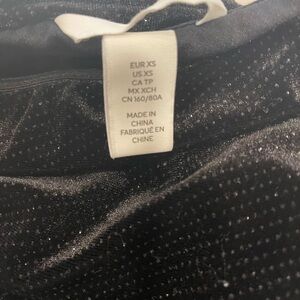 EUR XS
US XS
CA TP
MX XCH
CN 160/80A
MADE IN
CHINA
FABRIQUÉ EN
CHINE